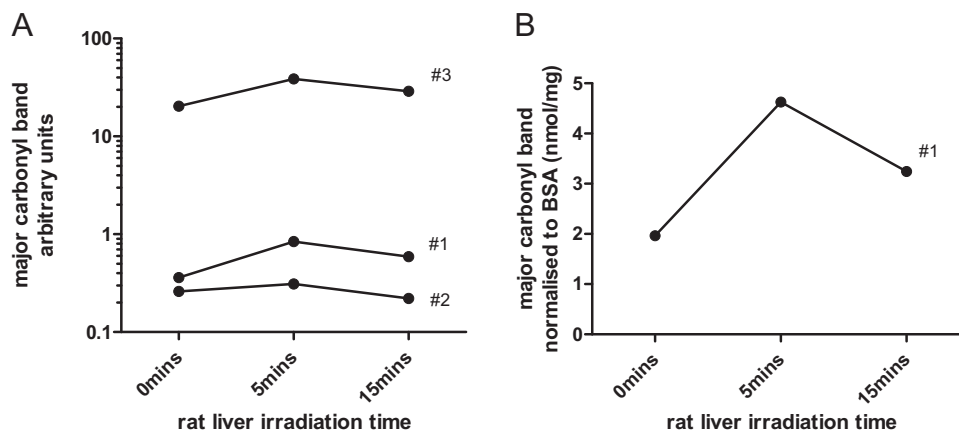 A
major carbonyl band
arbitrary units
100
10
1
0.1
#3
#1
#2
0mins
5mins
15mins
rat liver irradiation time
B
major carbonyl band
normalised to BSA (nmol/mg)
5
4
3
2
1
0
#1
0mins
5mins
15mins
rat liver irradiation time